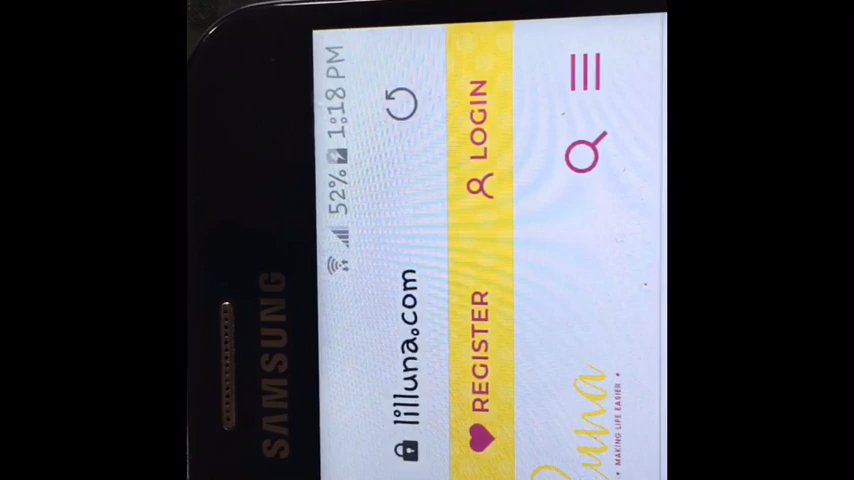 SAMSUNG
52% 1:18 PM
lilluna.com
REGISTER LOGIN
• MAKING LIFE EASIER •